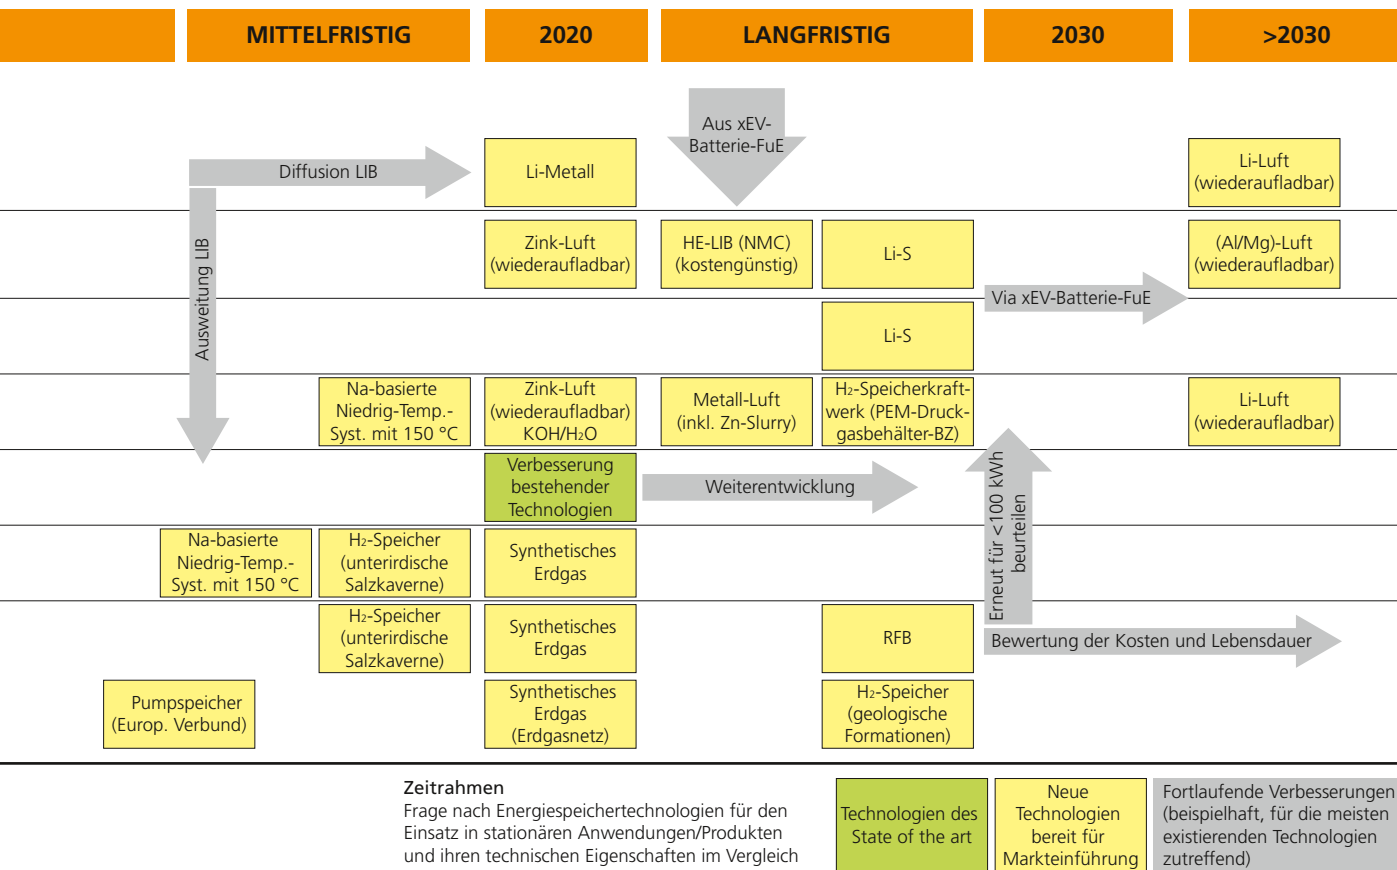 MITTELFRISTIG
2020
LANGFRISTIG
2030
>2030
Aus xEV-
Batterie-FuE
Diffusion LIB
Li-Metall
Li-Luft
(wiederaufladbar)
Ausweitung LIB
Zink-Luft
(wiederaufladbar)
HE-LIB (NMC)
(kostengünstig)
Li-S
(Al/Mg)-Luft
(wiederaufladbar)
Via xEV-Batterie-FuE
Li-S
Na-basierte
Niedrig-Temp.-
Syst. mit 150 °C
Zink-Luft
(wiederaufladbar)
KOH/H2O
Metall-Luft
(inkl. Zn-Slurry)
H2-Speicherkraft-
werk (PEM-Druck-
gasbehälter-BZ)
Li-Luft
(wiederaufladbar)
Verbesserung
bestehender
Technologien
Weiterentwicklung
Erneut für <100 kWh
beurteilen
Na-basierte
Niedrig-Temp.-
Syst. mit 150 °C
H2-Speicher
(unterirdische
Salzkaverne)
Synthetisches
Erdgas
H2-Speicher
(unterirdische
Salzkaverne)
Synthetisches
Erdgas
RFB
Bewertung der Kosten und Lebensdauer
Pumpspeicher
(Europ. Verbund)
Synthetisches
Erdgas
(Erdgasnetz)
H2-Speicher
(geologische
Formationen)
Zeitrahmen
Frage nach Energiespeichertechnologien für den
Einsatz in stationären Anwendungen/Produkten
und ihren technischen Eigenschaften im Vergleich
Technologien des
State of the art
Neue
Technologien
bereit für
Markteinführung
Fortlaufende Verbesserungen
(beispielhaft, für die meisten
existierenden Technologien
zutreffend)